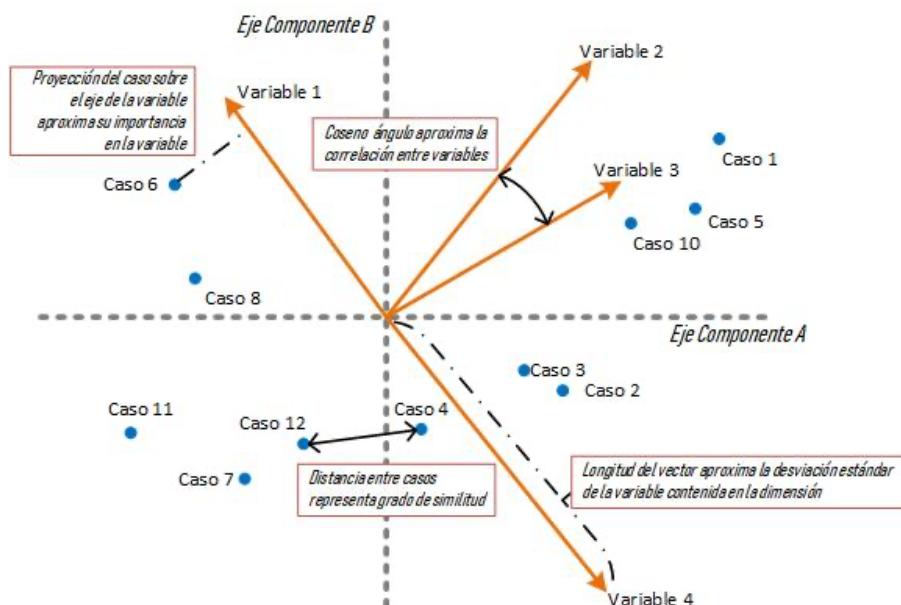 Eje Componente B
Variable 2
Proyección del caso sobre
el eje de la variable
aproxima su importancia
en la variable
Variable 1
Coseno ángulo aproxima la
correlación entre variables
Caso 1
Variable 3
Caso 6
Caso 5
Caso 10
Caso 8
Eje Componente A
Caso 3
Caso 2
Caso 11
Caso 12
Caso 4
Caso 7
Distancia entre casos
representa grado de similitud
Longitud del vector aproxima la desviación estándar
de la variable contenida en la dimensión
Variable 4